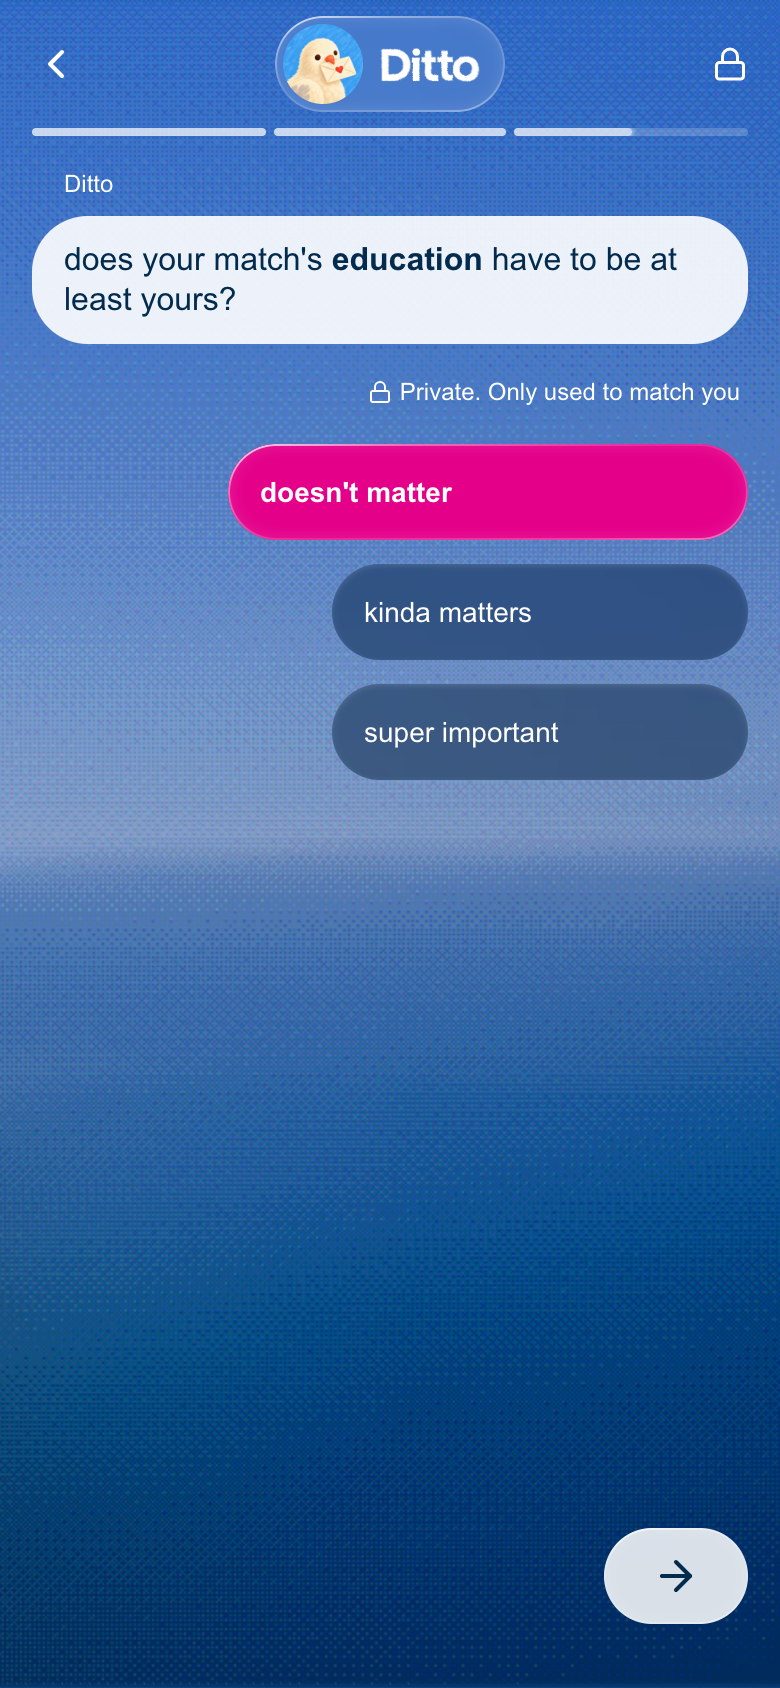 Ditto
Ditto
does your match's education have to be at
least yours?
Private. Only used to match you
doesn't matter
kinda matters
super important